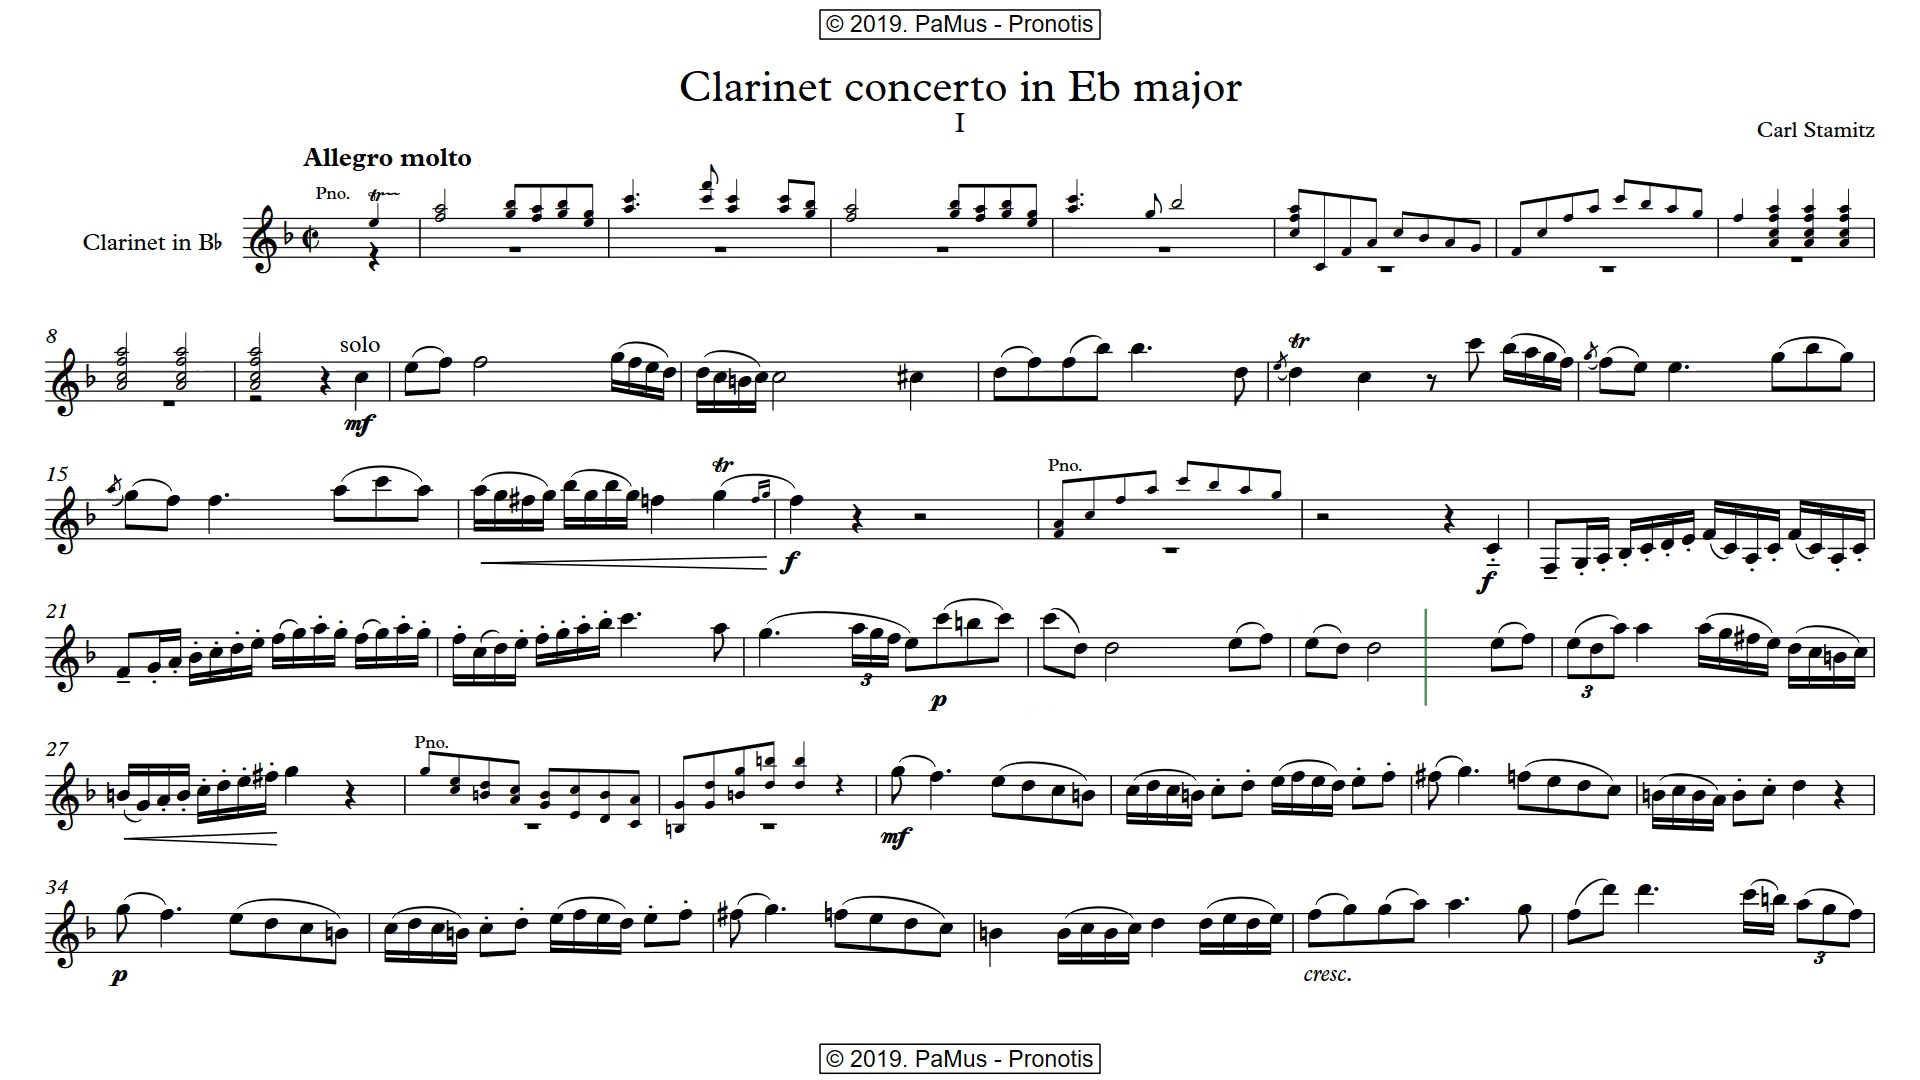 © 2019. PaMus - Pronotis
Clarinet concerto in Eb major
I
Carl Stamitz
Allegro molto
Pno. tr
Clarinet in B♭
8 solo
mf
tr
15 tr Pno.
f f
21
3 p 3
27 Pno.
mf
34
p cresc. 3
© 2019. PaMus - Pronotis